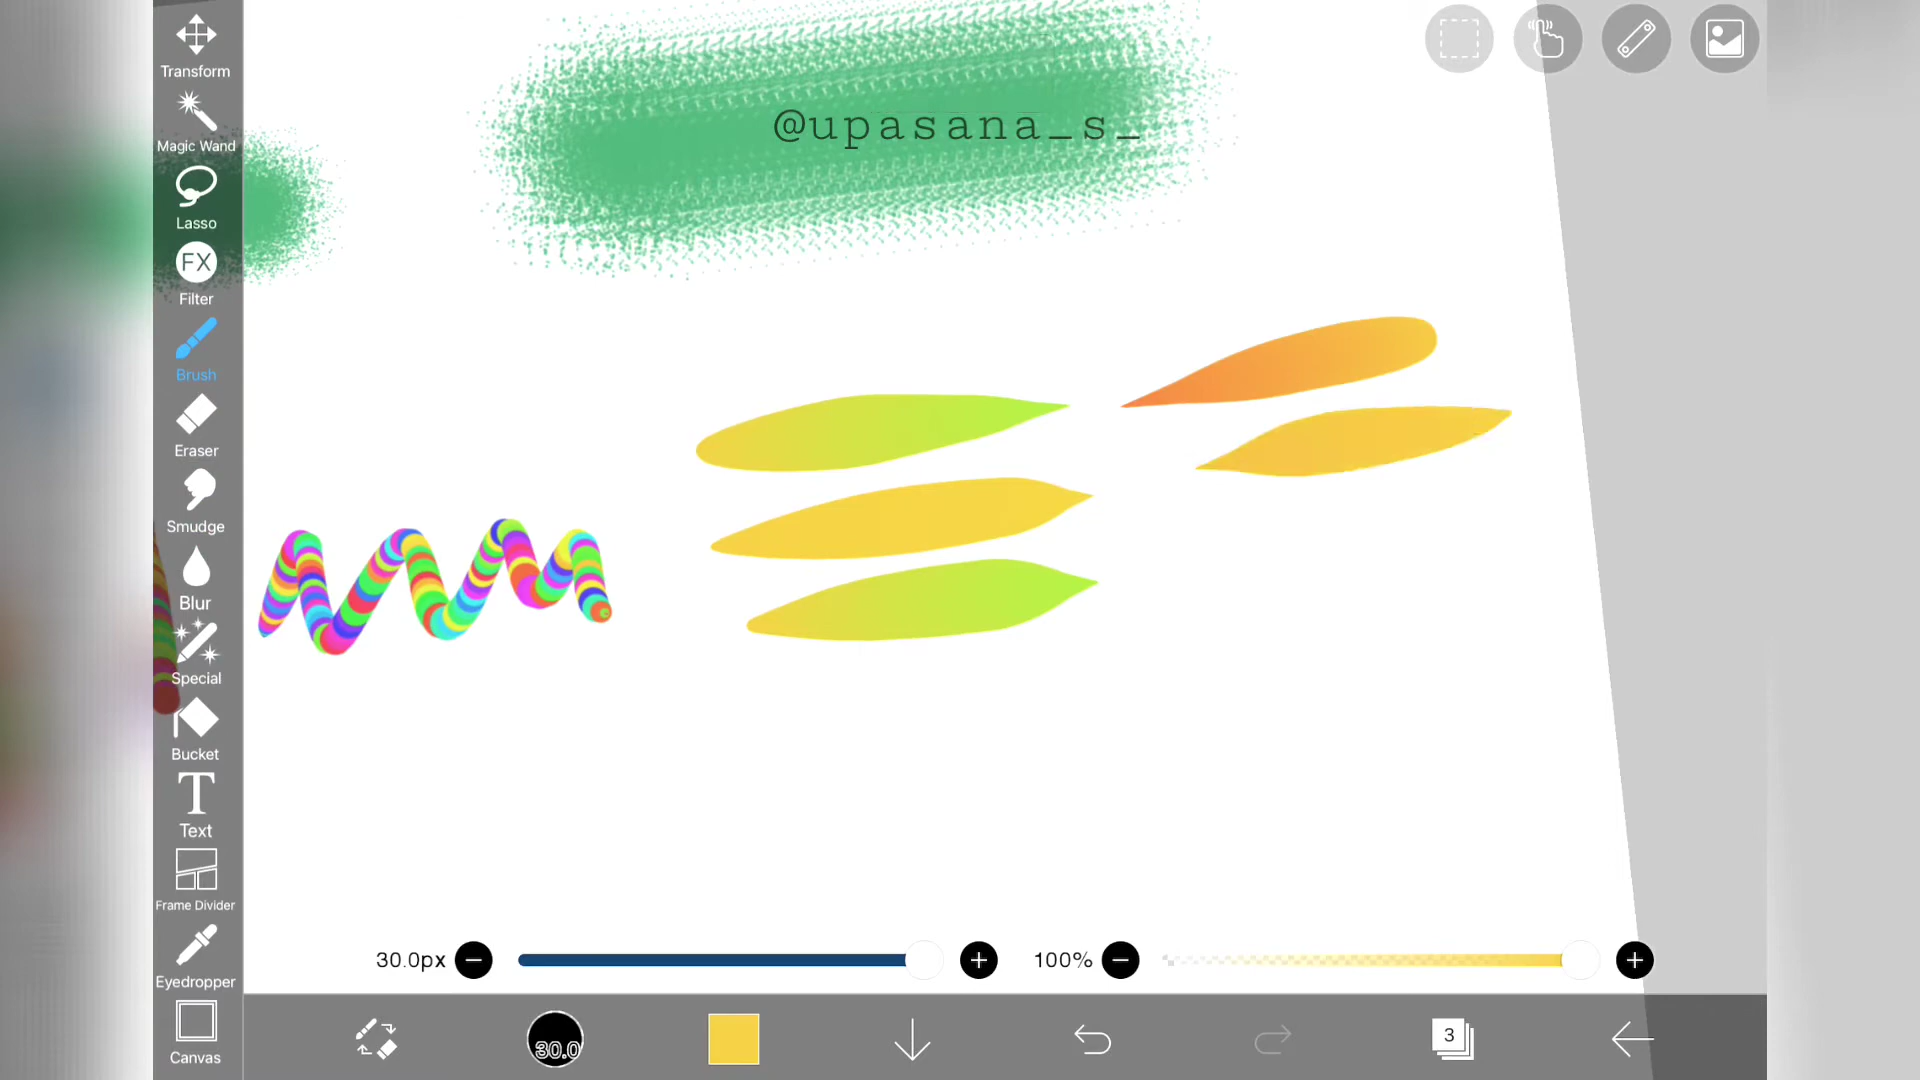 Transform
Magic Wand
Lasso
FX
Filter
Brush
Eraser
Smudge
Blur
Special
Bucket
T
Text
Frame Divider
Eyedropper
Canvas
@upasana_s_
30.0px
100%
30.0
3